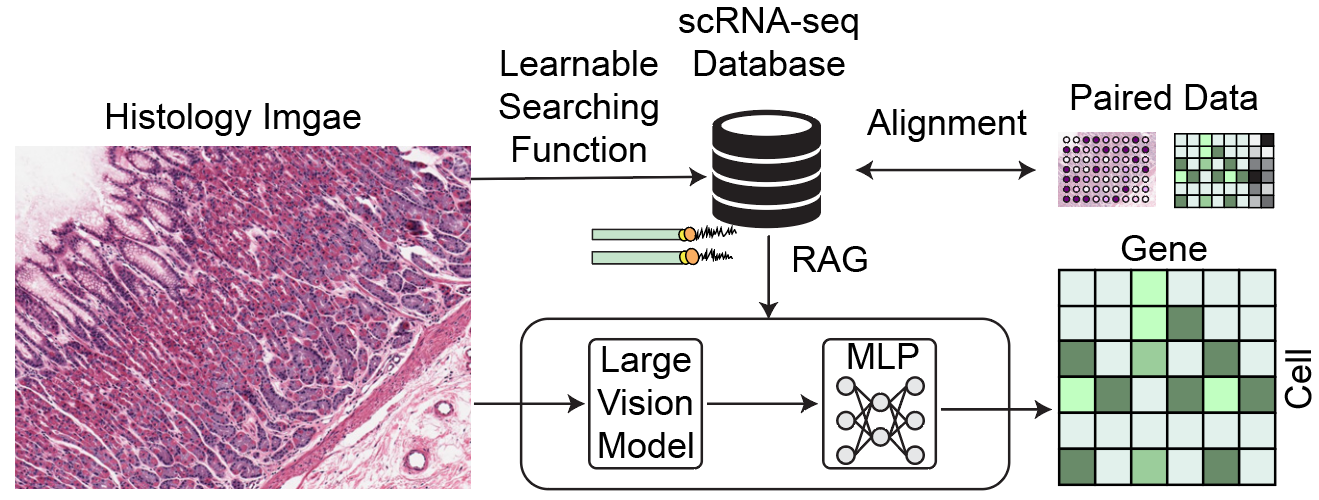 Histology Imgae
Learnable
Searching
Function
scRNA-seq
Database
Alignment
Paired Data
RAG
Large
Vision
Model
MLP
Gene
Cell